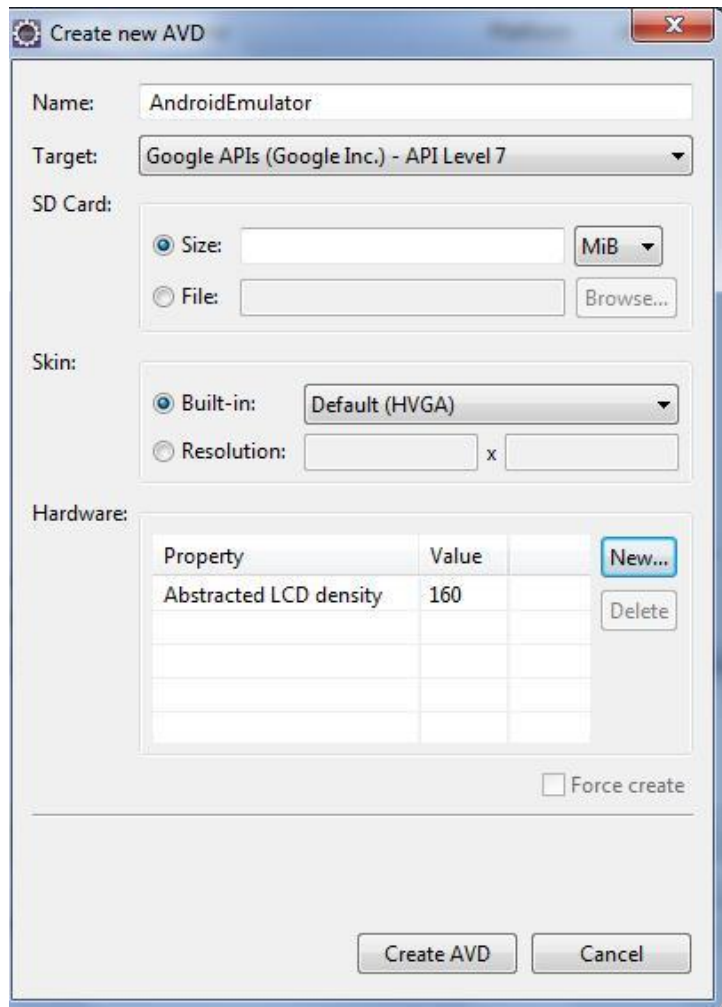 Create new AVD
Name: AndroidEmulator
Target: Google APIs (Google Inc.) - API Level 7
SD Card:
Size: MiB
File: Browse...
Skin:
Built-in: Default (HVGA)
Resolution: x
Hardware:
Property Value New...
Abstracted LCD density 160
Delete
Force create
Create AVD Cancel